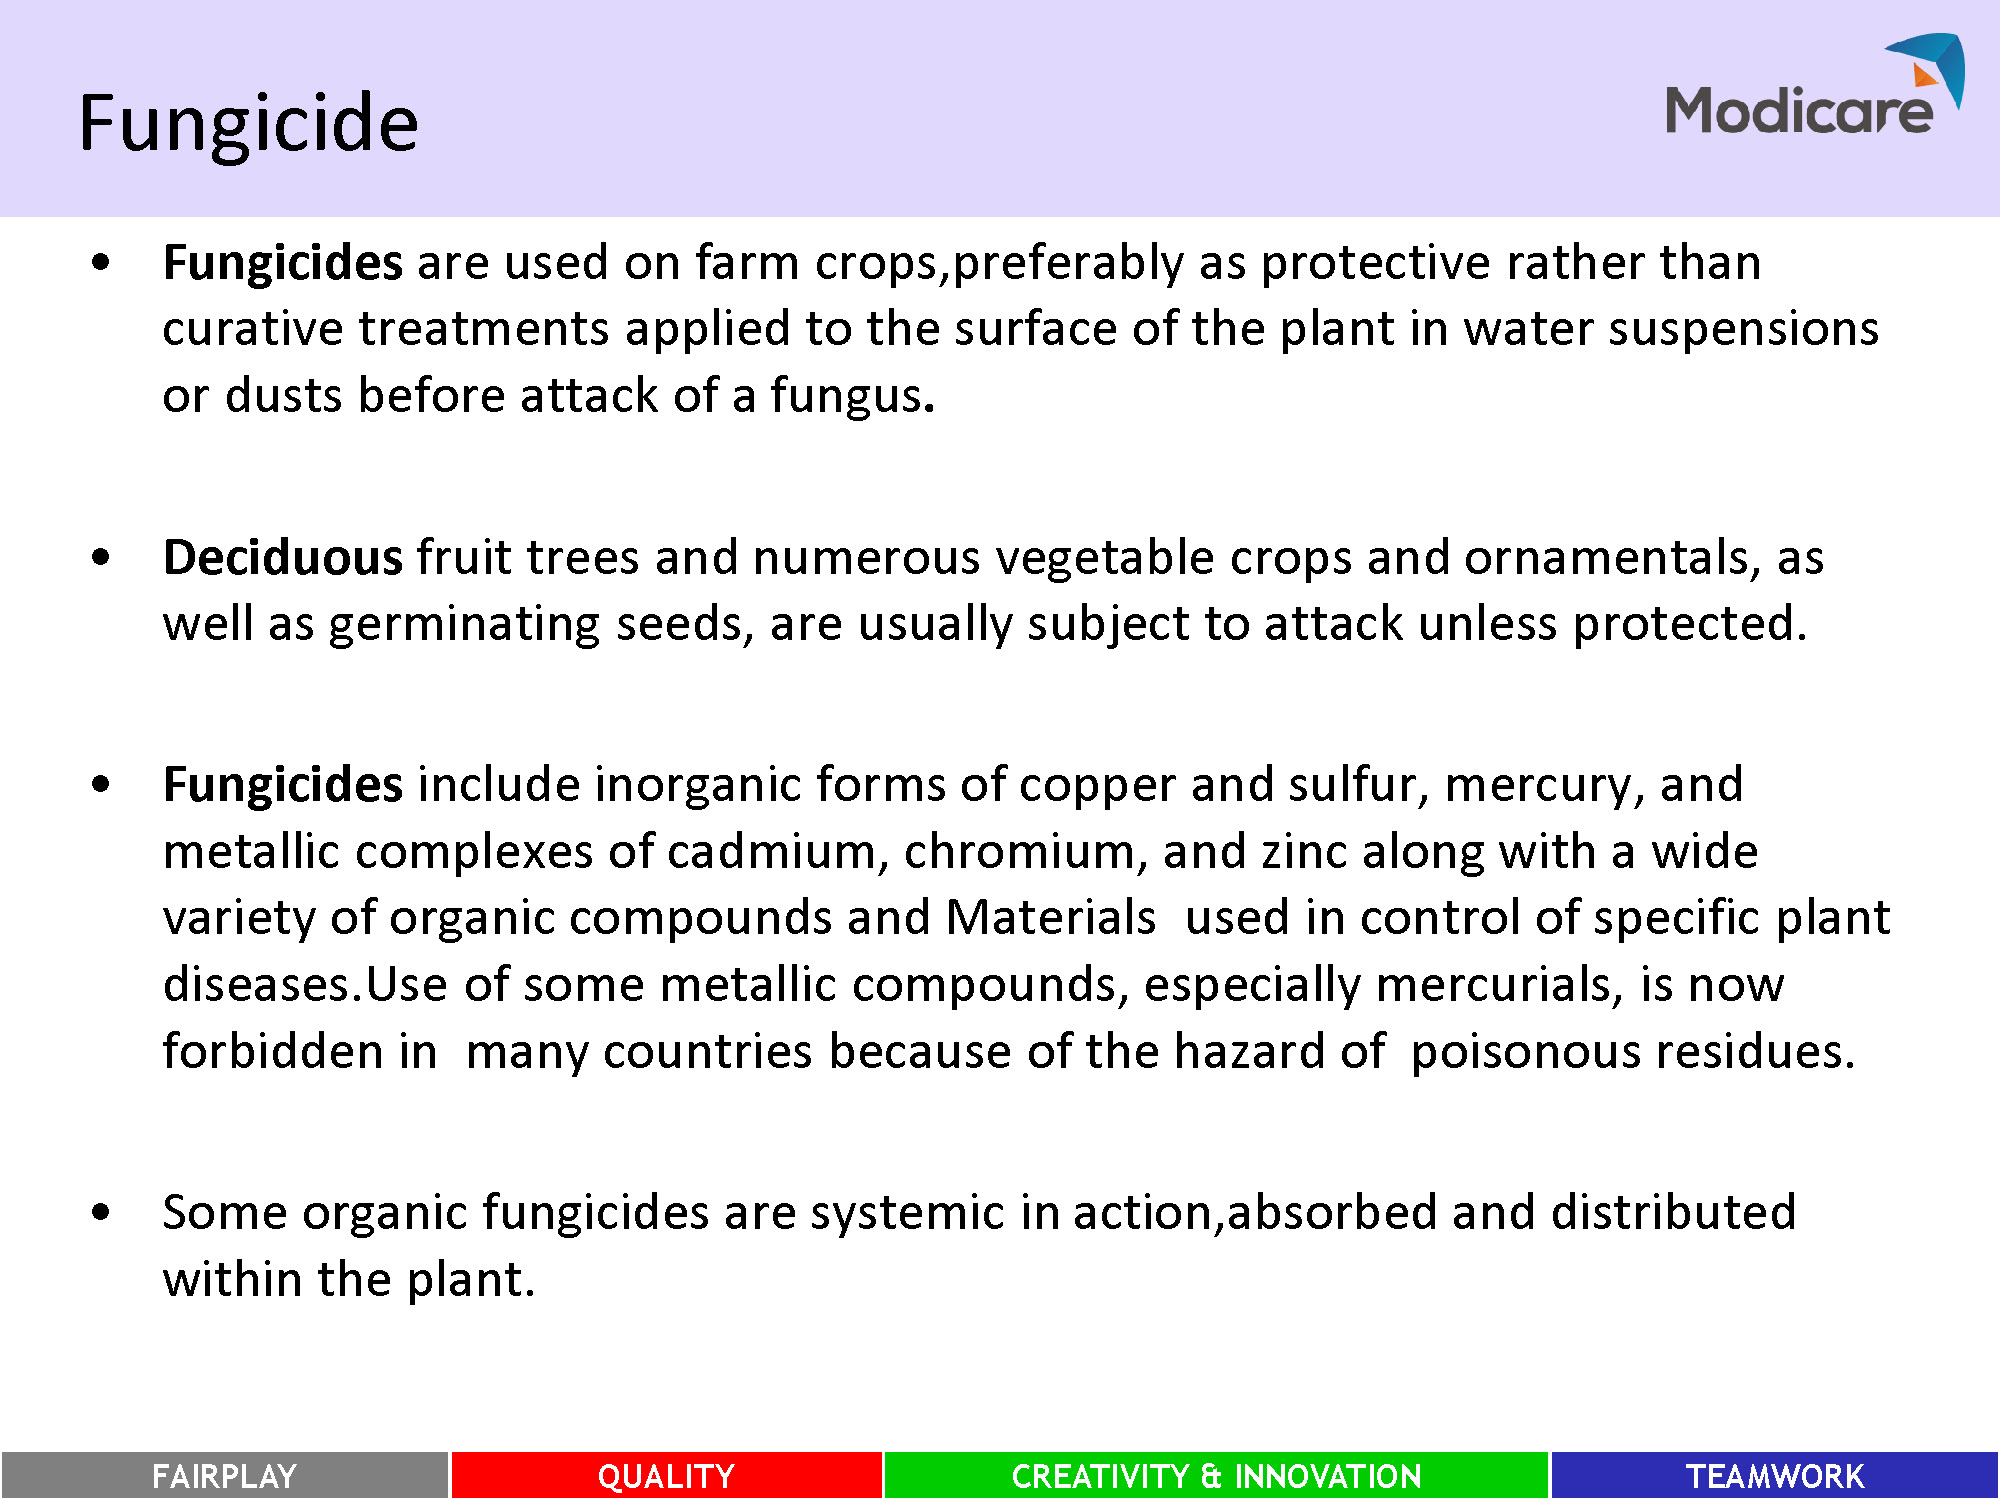 Fungicide
Modicare
• Fungicides are used on farm crops,preferably as protective rather than
curative treatments applied to the surface of the plant in water suspensions
or dusts before attack of a fungus.
• Deciduous fruit trees and numerous vegetable crops and ornamentals, as
well as germinating seeds, are usually subject to attack unless protected.
• Fungicides include inorganic forms of copper and sulfur, mercury, and
metallic complexes of cadmium, chromium, and zinc along with a wide
variety of organic compounds and Materials used in control of specific plant
diseases.Use of some metallic compounds, especially mercurials, is now
forbidden in many countries because of the hazard of poisonous residues.
• Some organic fungicides are systemic in action,absorbed and distributed
within the plant.
FAIRPLAY QUALITY CREATIVITY & INNOVATION TEAMWORK